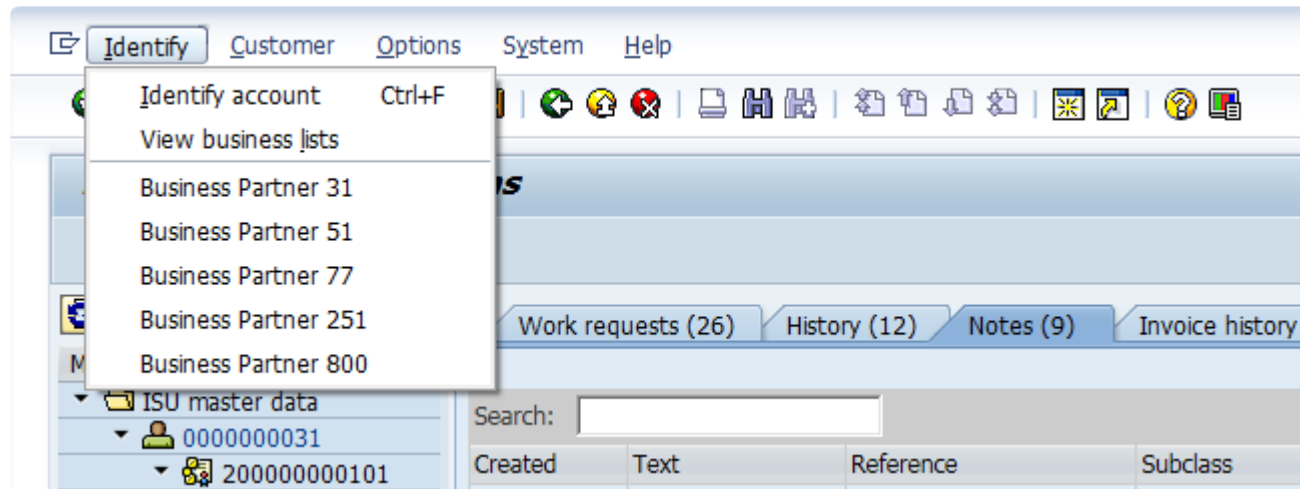 Identify Customer Options System Help
Identify account Ctrl+F
View business lists
Business Partner 31
Business Partner 51
Business Partner 77
Business Partner 251
Business Partner 800
Work requests (26) History (12) Notes (9) Invoice history
ISU master data
Search:
0000000031
Created Text Reference Subclass
200000000101